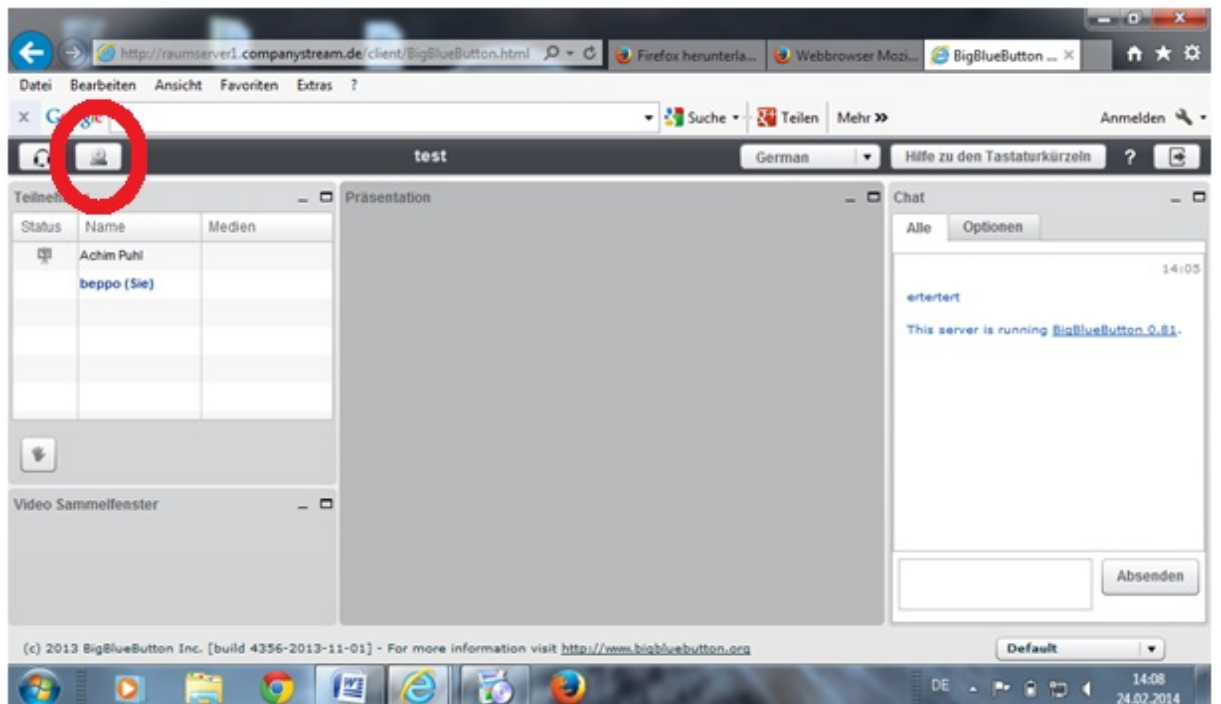 http://raumserver1.companystream.de/client/BigBlueButton.html
Firefox herunterla...
Webbrowser Mozi...
BigBlueButton ...
Datei Bearbeiten Ansicht Favoriten Extras ?
x
Suche
Teilen
Mehr »
Anmelden
test
German
Hilfe zu den Tastaturkürzeln
?
Präsentation
Chat
Status Name Medien
Alle Optionen
Achim Puhl
14:05
beppo (Sie)
ertertert
This server is running BigBlueButton 0.81.
Video Sammelfenster
Absenden
(c) 2013 BigBlueButton Inc. [build 4356-2013-11-01] - For more information visit http://www.bigbluebutton.org
Default
DE
14:08
24.02.2014